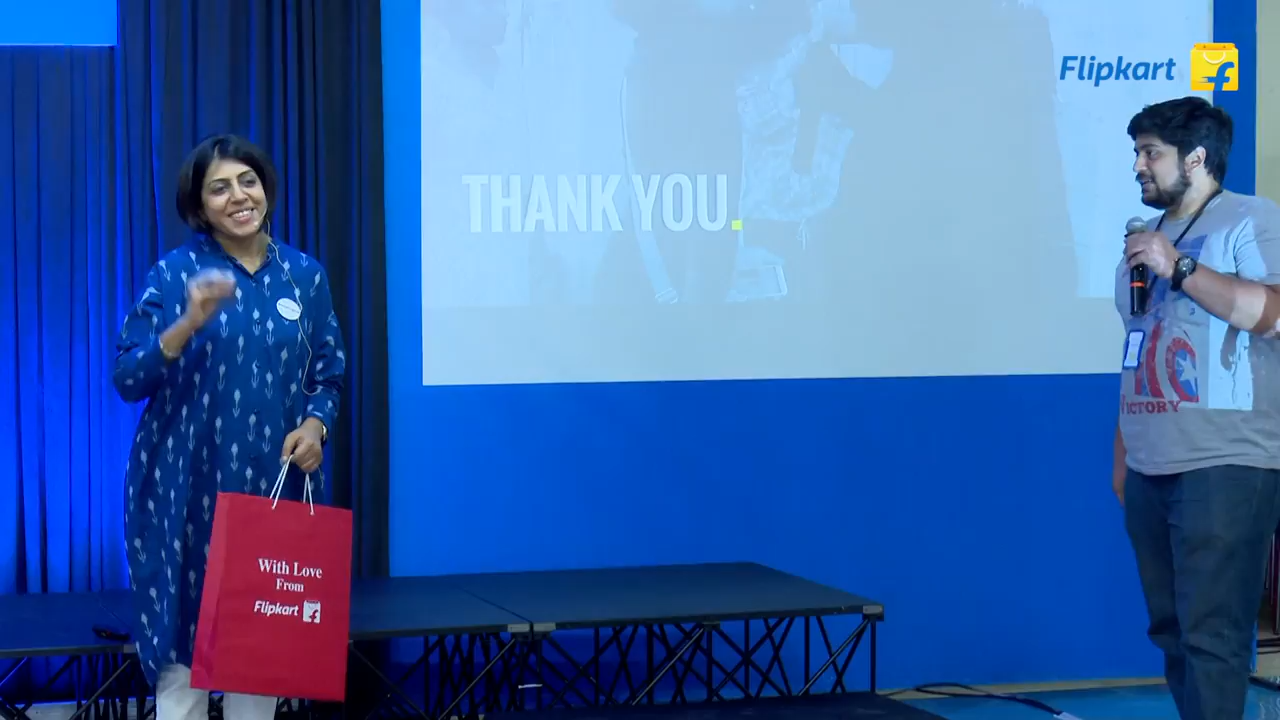 Flipkart
THANK YOU.
VICTORY
With Love
From
Flipkart